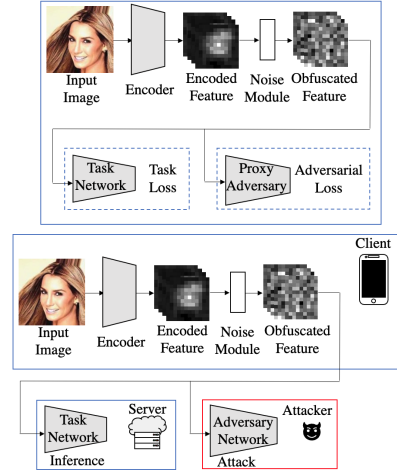 Input
Image
Encoder
Encoded
Feature
Noise
Module
Obfuscated
Feature
Task
Network
Task
Loss
Proxy
Adversary
Adversarial
Loss
Client
Input
Image
Encoder
Encoded
Feature
Noise
Module
Obfuscated
Feature
Task
Network
Server
Inference
Adversary
Network
Attacker
Attack